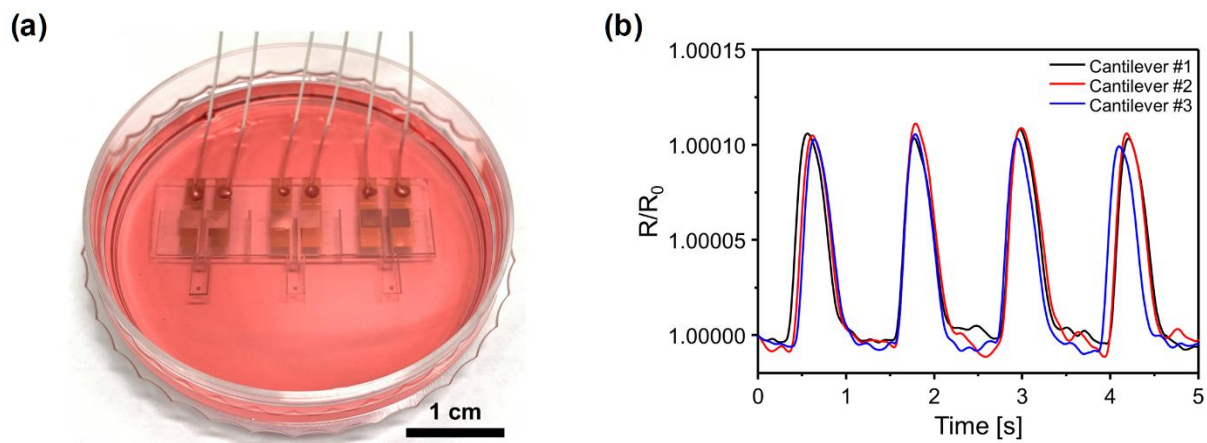 (a)
1 cm
(b)
R/R0
1.00015
1.00010
1.00005
1.00000
Cantilever #1
Cantilever #2
Cantilever #3
0 1 2 3 4 5
Time [s]